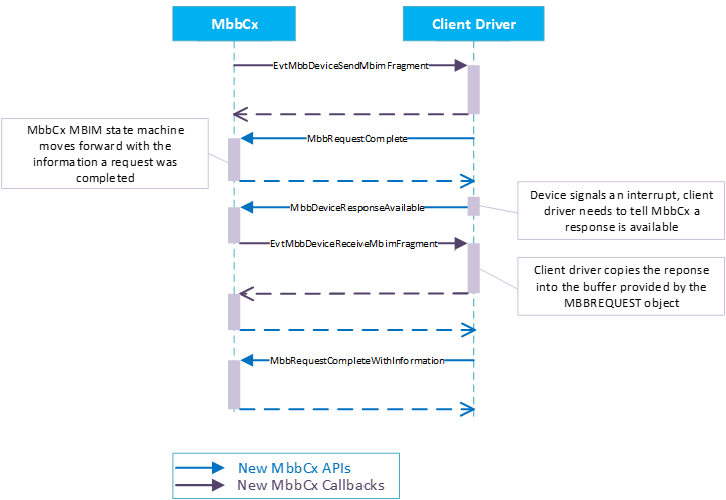 MbbCx
Client Driver
EvtMbbDeviceSendMbimFragment
MbbCx MBIM state machine
moves forward with the
information a request was
completed
MbbRequestComplete
Device signals an interrupt, client
driver needs to tell MbbCx a
response is available
MbbDeviceResponseAvailable
EvtMbbDeviceReceiveMbimFragment
Client driver copies the reponse
into the buffer provided by the
MBBREQUEST object
MbbRequestCompleteWithInformation
New MbbCx APIs
New MbbCx Callbacks